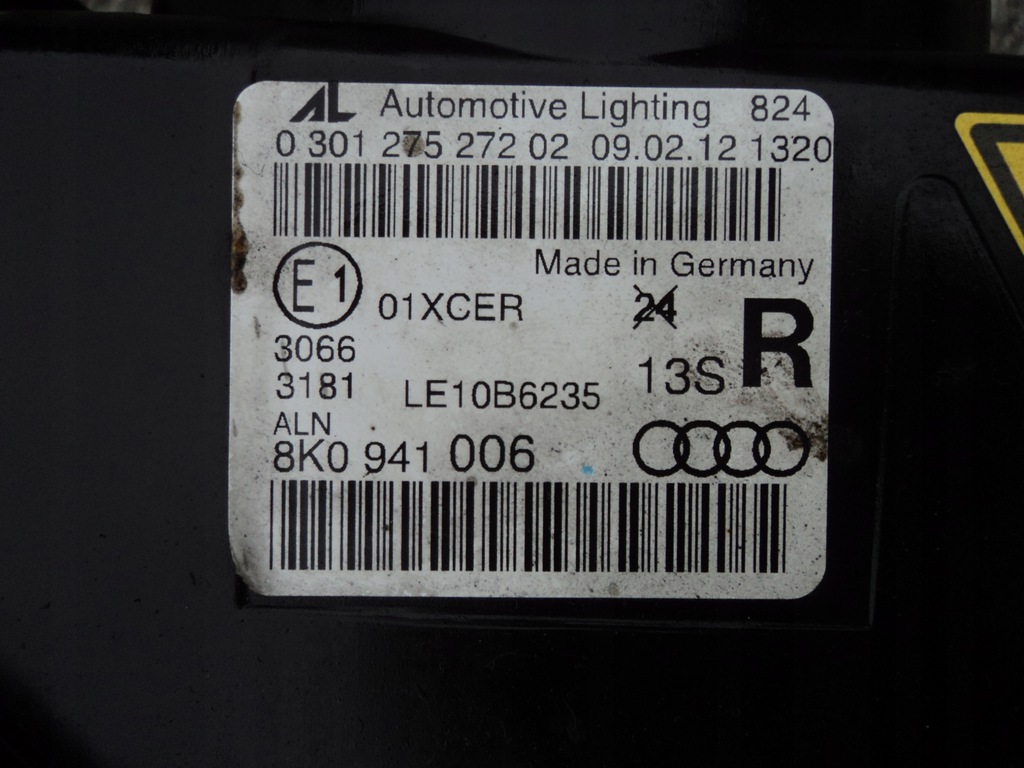 AL Automotive Lighting 824
0 301 275 272 02 09.02.12 1320
Made in Germany
E1 01XCER 24
3066
3181 LE10B6235 13S R
ALN
8K0 941 006